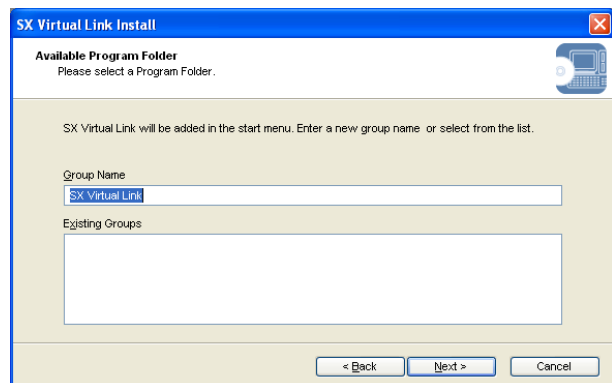 SX Virtual Link Install
Available Program Folder
Please select a Program Folder.
SX Virtual Link will be added in the start menu. Enter a new group name or select from the list.
Group Name
SX Virtual Link
Existing Groups
< Back
Next >
Cancel